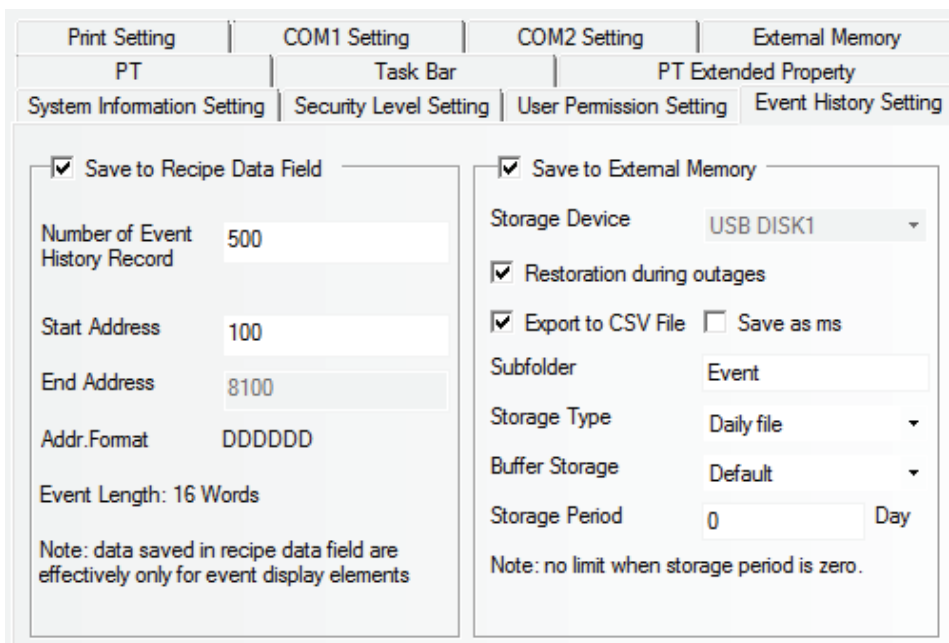 Print Setting COM1 Setting COM2 Setting External Memory
PT Task Bar PT Extended Property
System Information Setting Security Level Setting User Permission Setting Event History Setting
Save to Recipe Data Field
Number of Event
History Record
500
Start Address 100
End Address 8100
Addr.Format DDDDDD
Event Length: 16 Words
Note: data saved in recipe data field are
effectively only for event display elements
Save to External Memory
Storage Device USB DISK1
Restoration during outages
Export to CSV File Save as ms
Subfolder Event
Storage Type Daily file
Buffer Storage Default
Storage Period 0 Day
Note: no limit when storage period is zero.